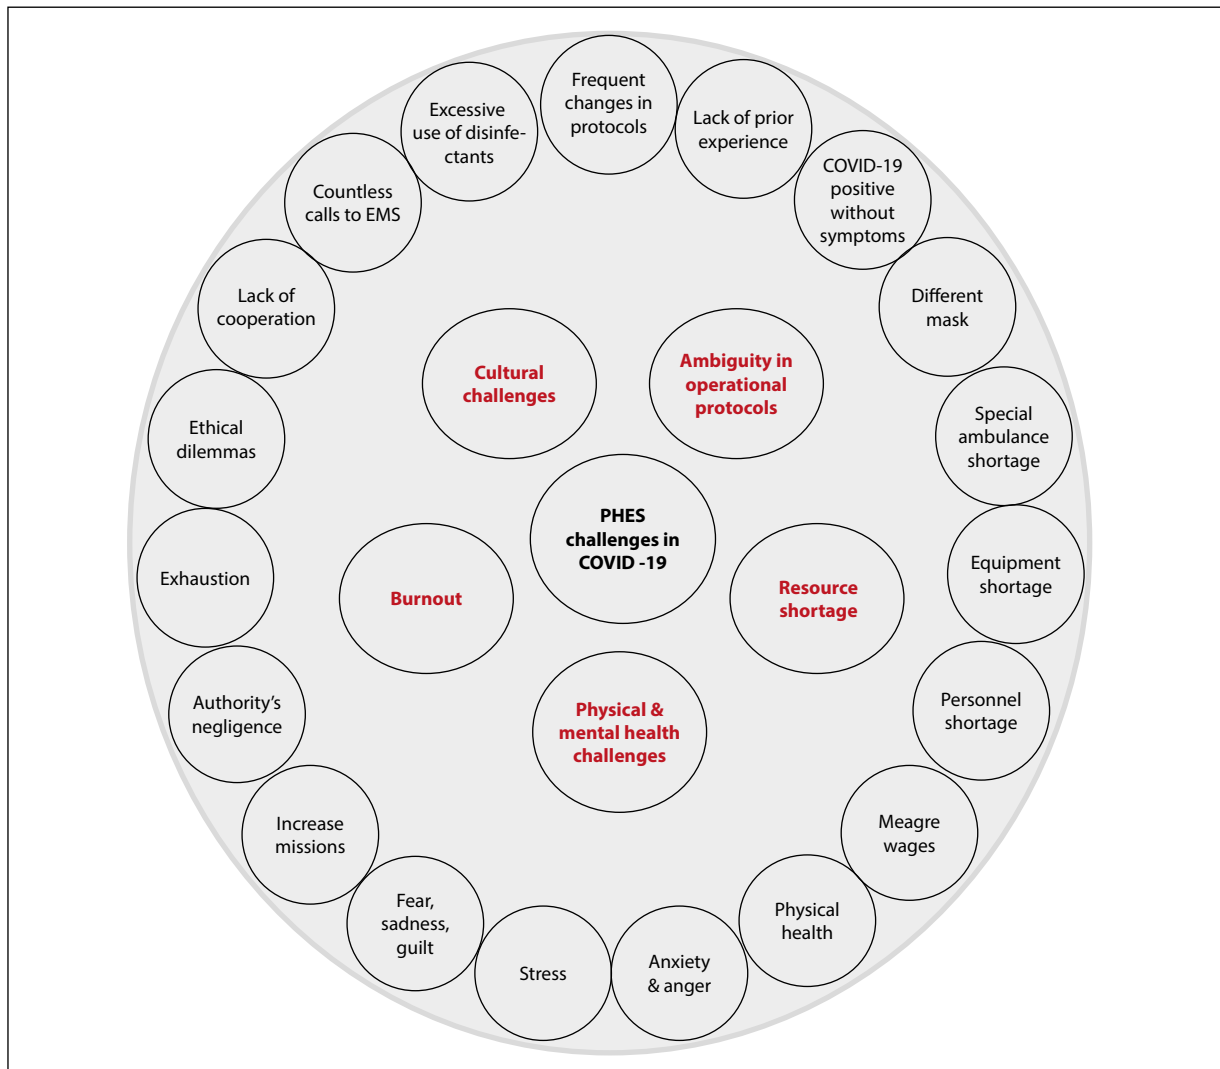 Frequent
changes in
protocols
Lack of prior
experience
COVID-19
positive
without
symptoms
Different
mask
Special
ambulance
shortage
Equipment
shortage
Personnel
shortage
Meagre
wages
Physical
health
Anxiety
& anger
Stress
Fear,
sadness,
guilt
Increase
missions
Authority’s
negligence
Exhaustion
Ethical
dilemmas
Lack of
cooperation
Countless
calls to EMS
Excessive
use of disinfe-
ctants
Cultural
challenges
Ambiguity in
operational
protocols
PHES
challenges in
COVID -19
Burnout
Resource
shortage
Physical &
mental health
challenges